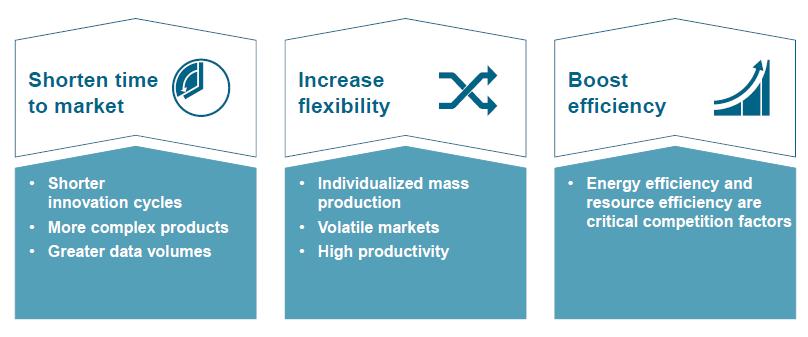 Shorten time
to market
• Shorter
innovation cycles
• More complex products
• Greater data volumes
Increase
flexibility
• Individualized mass
production
• Volatile markets
• High productivity
Boost
efficiency
• Energy efficiency and
resource efficiency are
critical competition factors